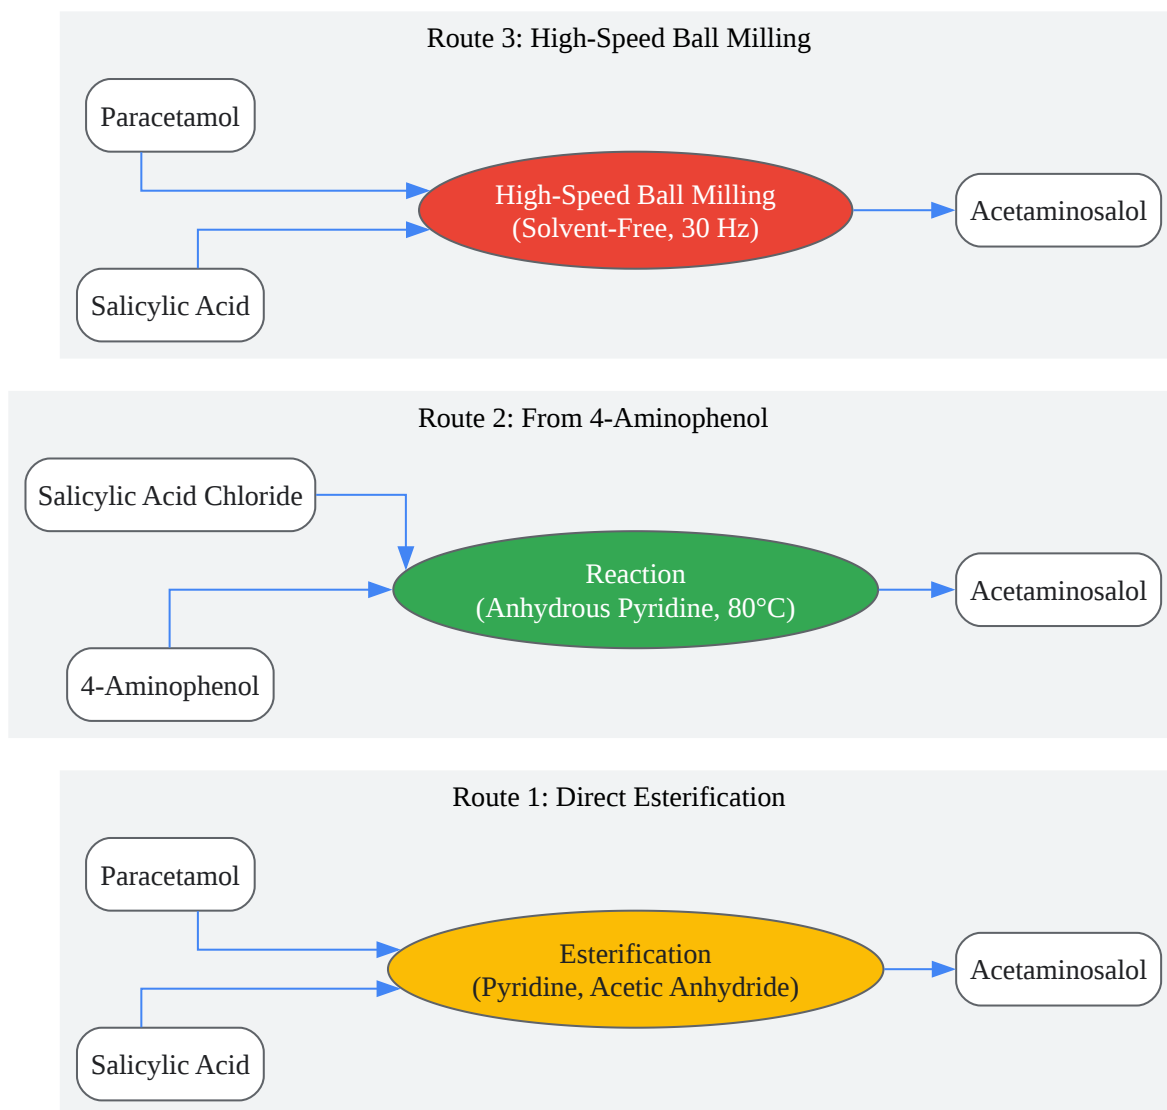 Route 3: High-Speed Ball Milling
Paracetamol
High-Speed Ball Milling
(Solvent-Free, 30 Hz)
Acetaminosalol
Salicylic Acid
Route 2: From 4-Aminophenol
Salicylic Acid Chloride
Reaction
(Anhydrous Pyridine, 80°C)
Acetaminosalol
4-Aminophenol
Route 1: Direct Esterification
Paracetamol
Esterification
(Pyridine, Acetic Anhydride)
Acetaminosalol
Salicylic Acid